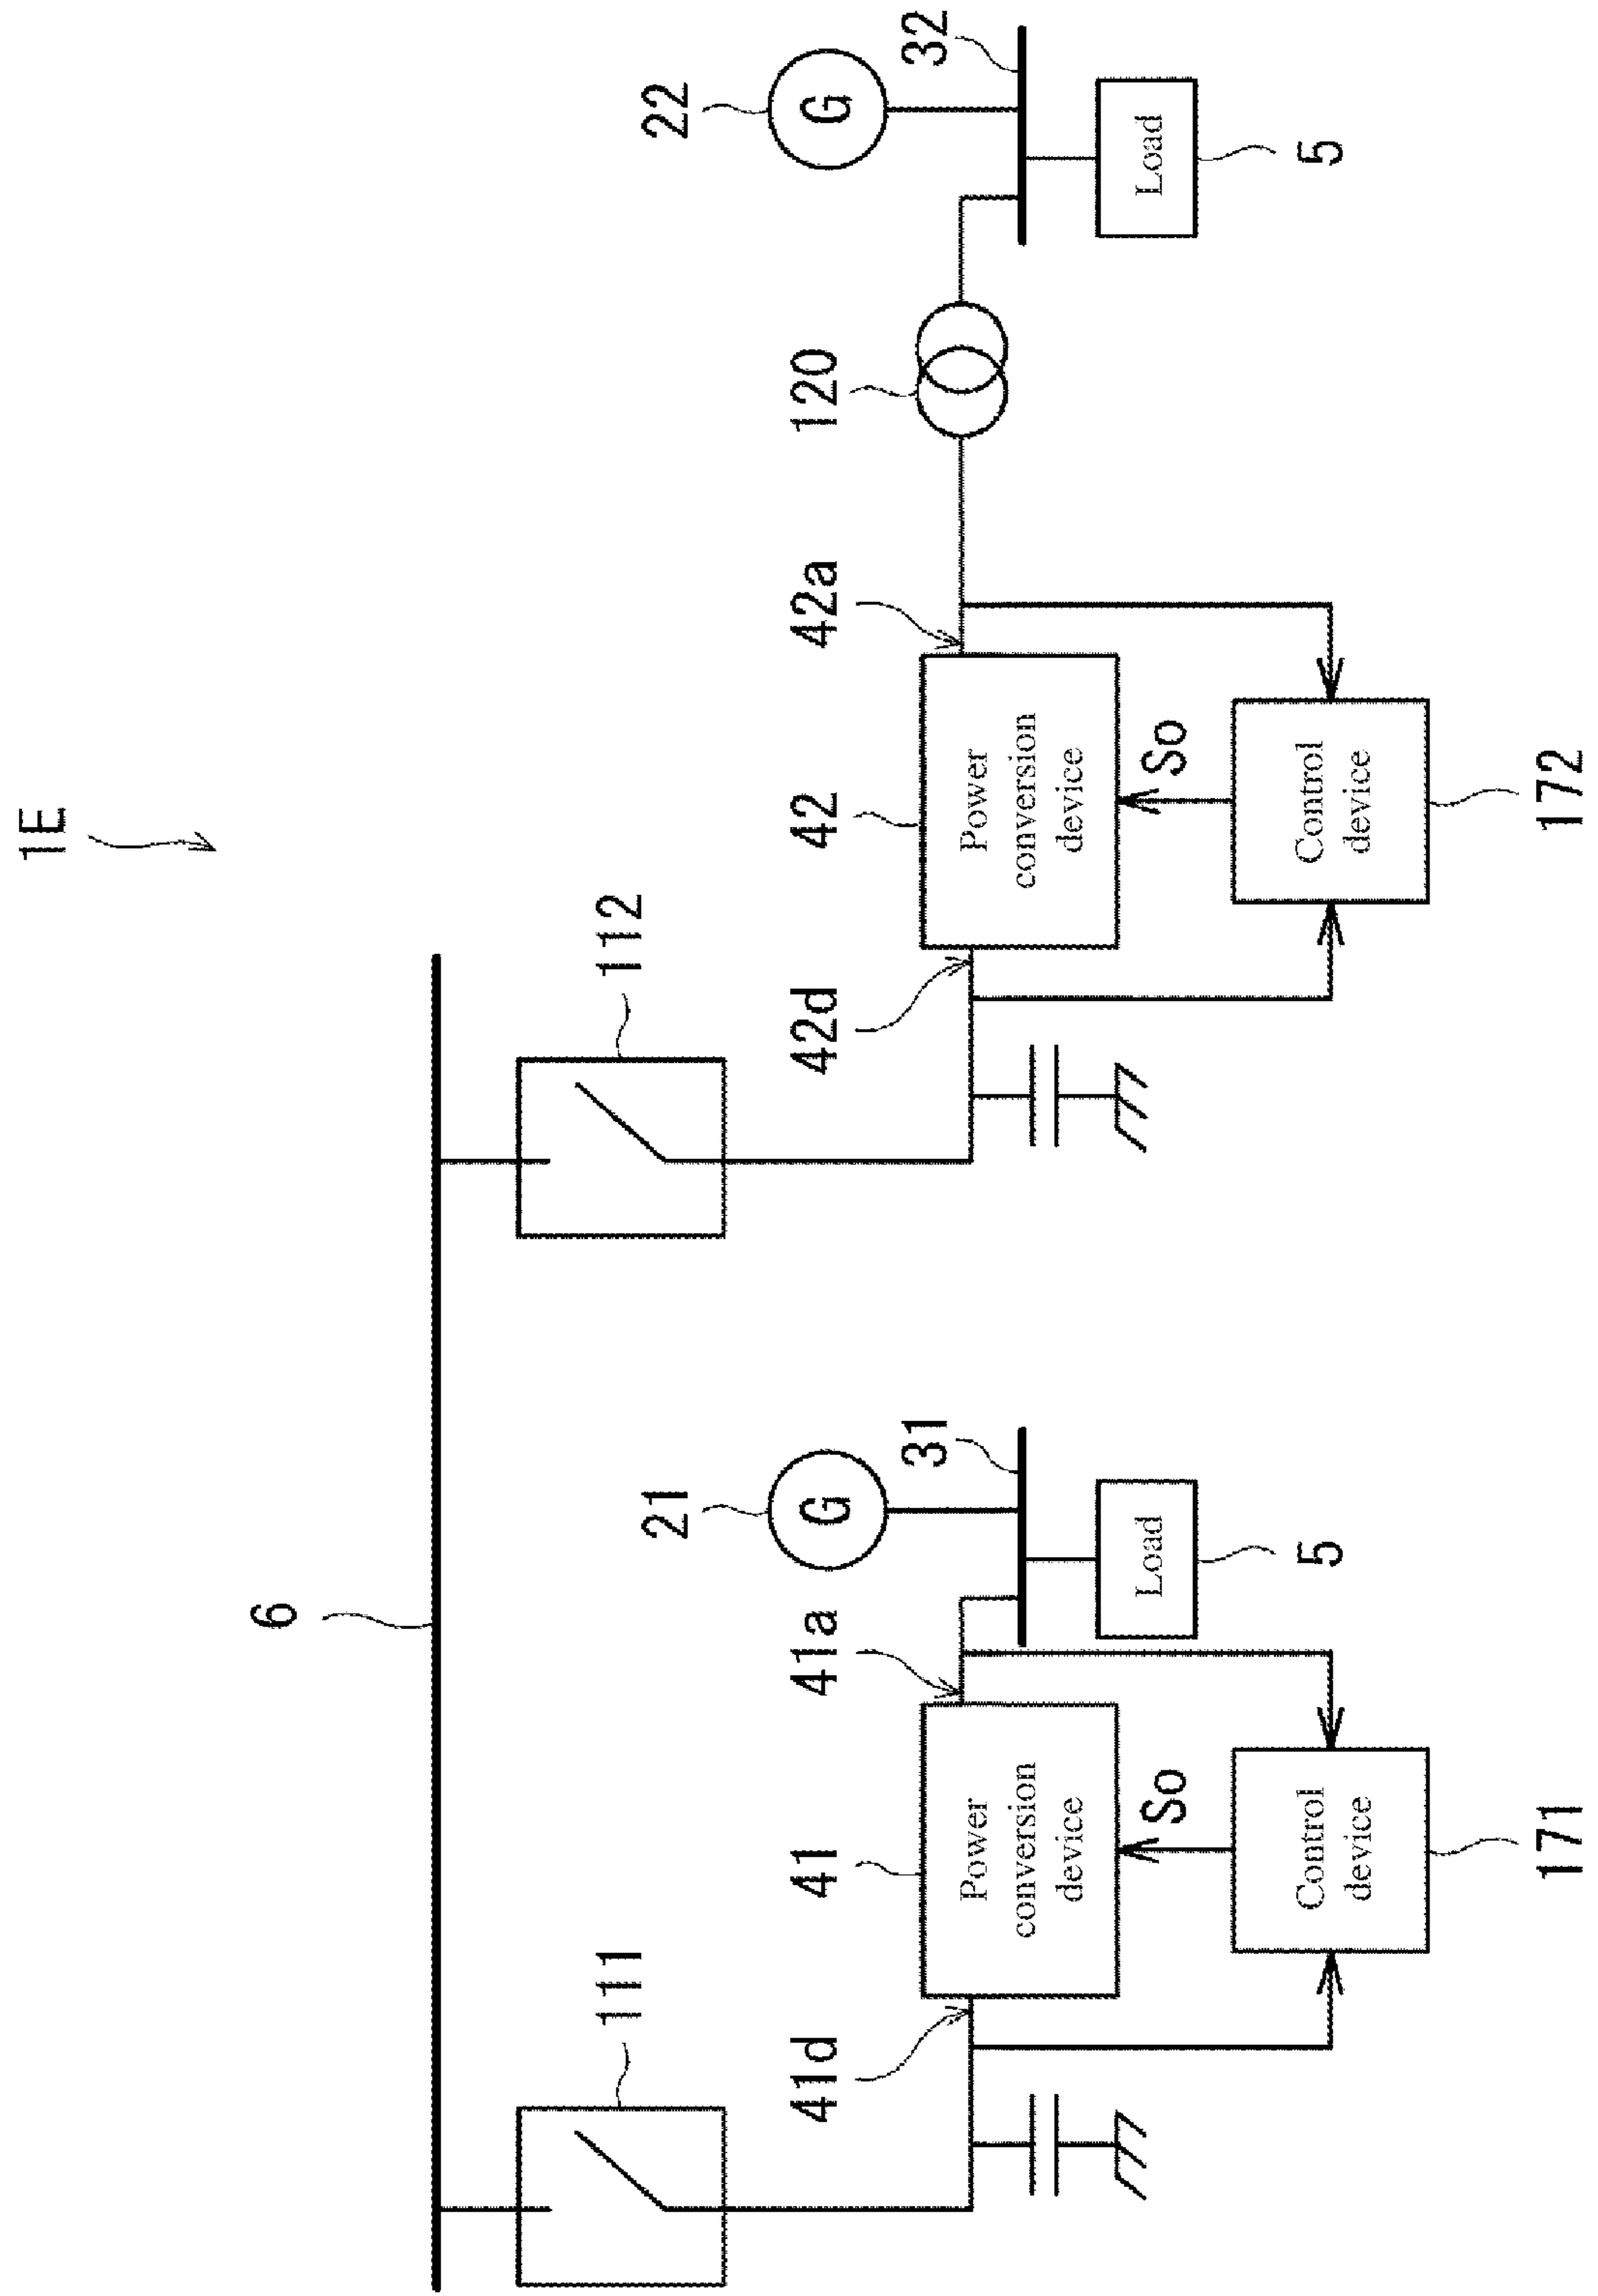 1E
6
111
112
21
22
41d
41
41a
31
42d
42
42a
120
32
G
G
Power
conversion
device
Power
conversion
device
Load
Load
So
So
5
5
Control
device
Control
device
171
172